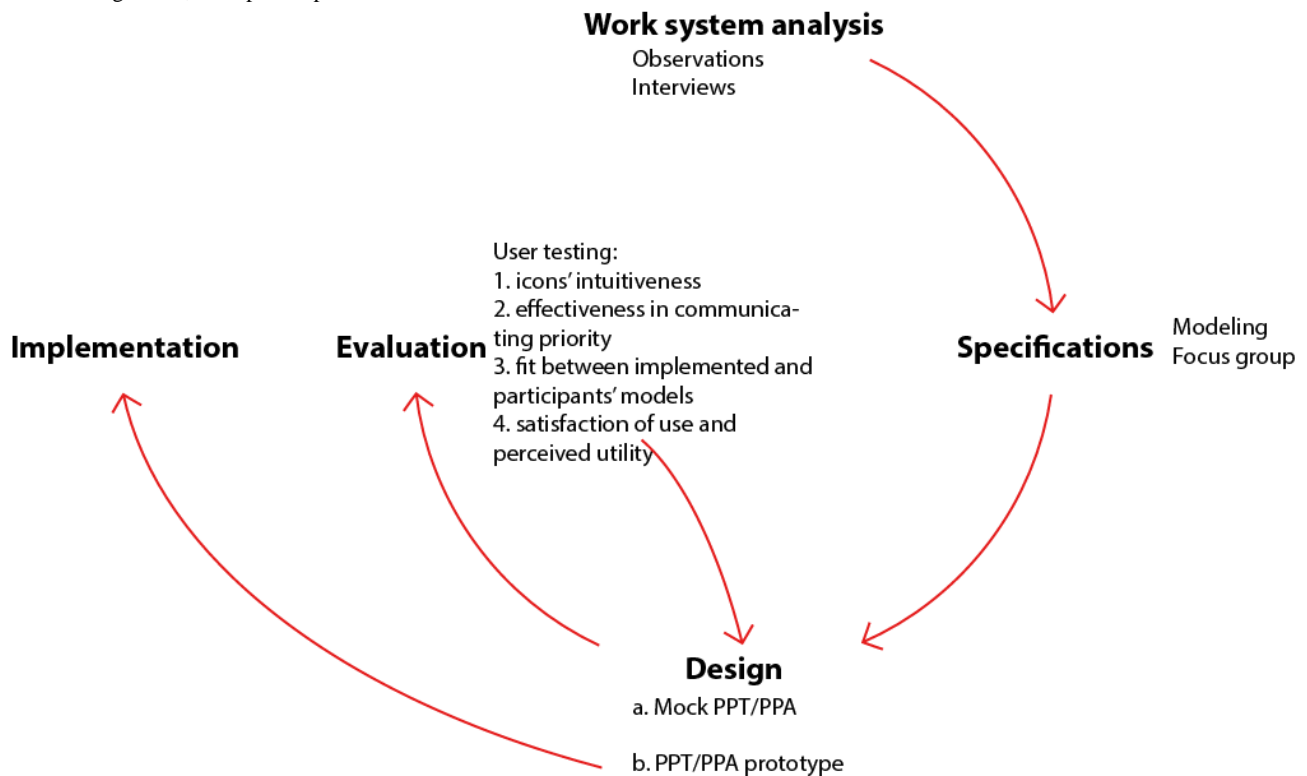 Work system analysis
Observations
Interviews
User testing:
1. icons' intuitiveness
2. effectiveness in communica-
ting priority
3. fit between implemented and
participants' models
4. satisfaction of use and
perceived utility
Implementation
Evaluation
Specifications
Modeling
Focus group
Design
a. Mock PPT/PPA
b. PPT/PPA prototype